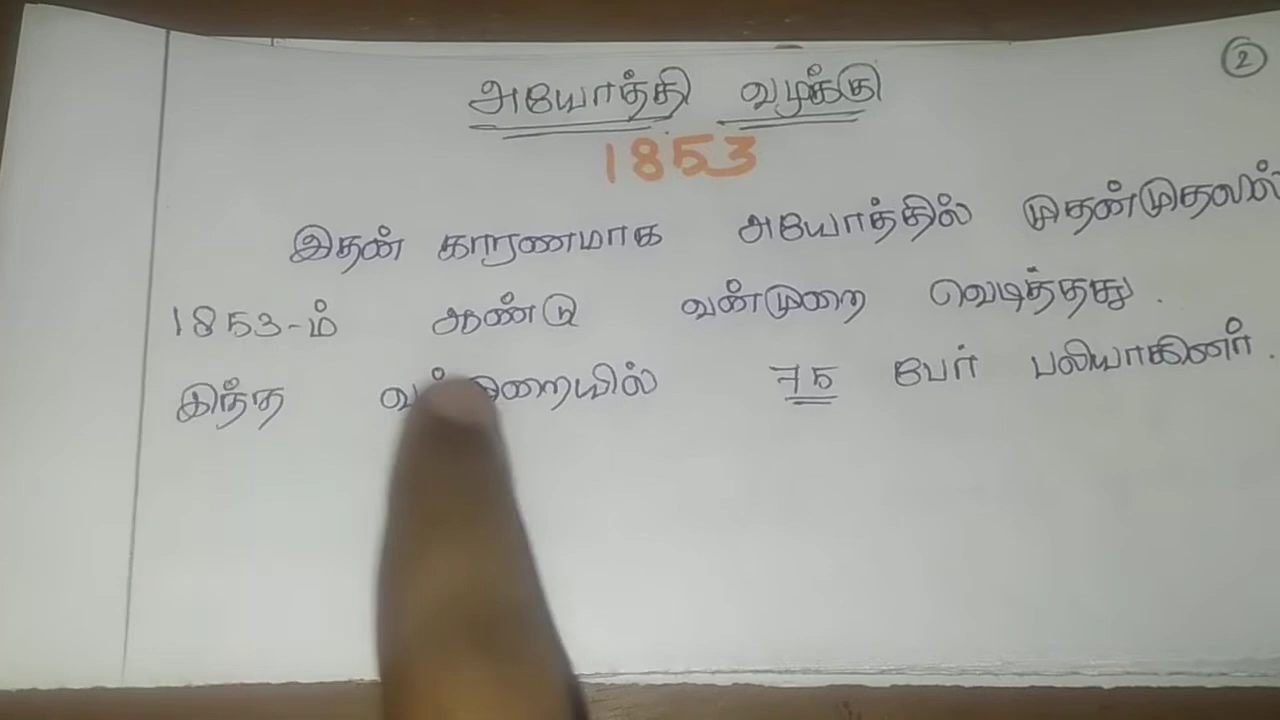 2
அயோத்தி வழக்கு
1853
இதன் காரணமாக அயோத்தில் முதன்முதலில்
1853-ம் ஆண்டு வன்முறை வெடித்தது.
இந்த 75 பேர் பலியாகினர்.